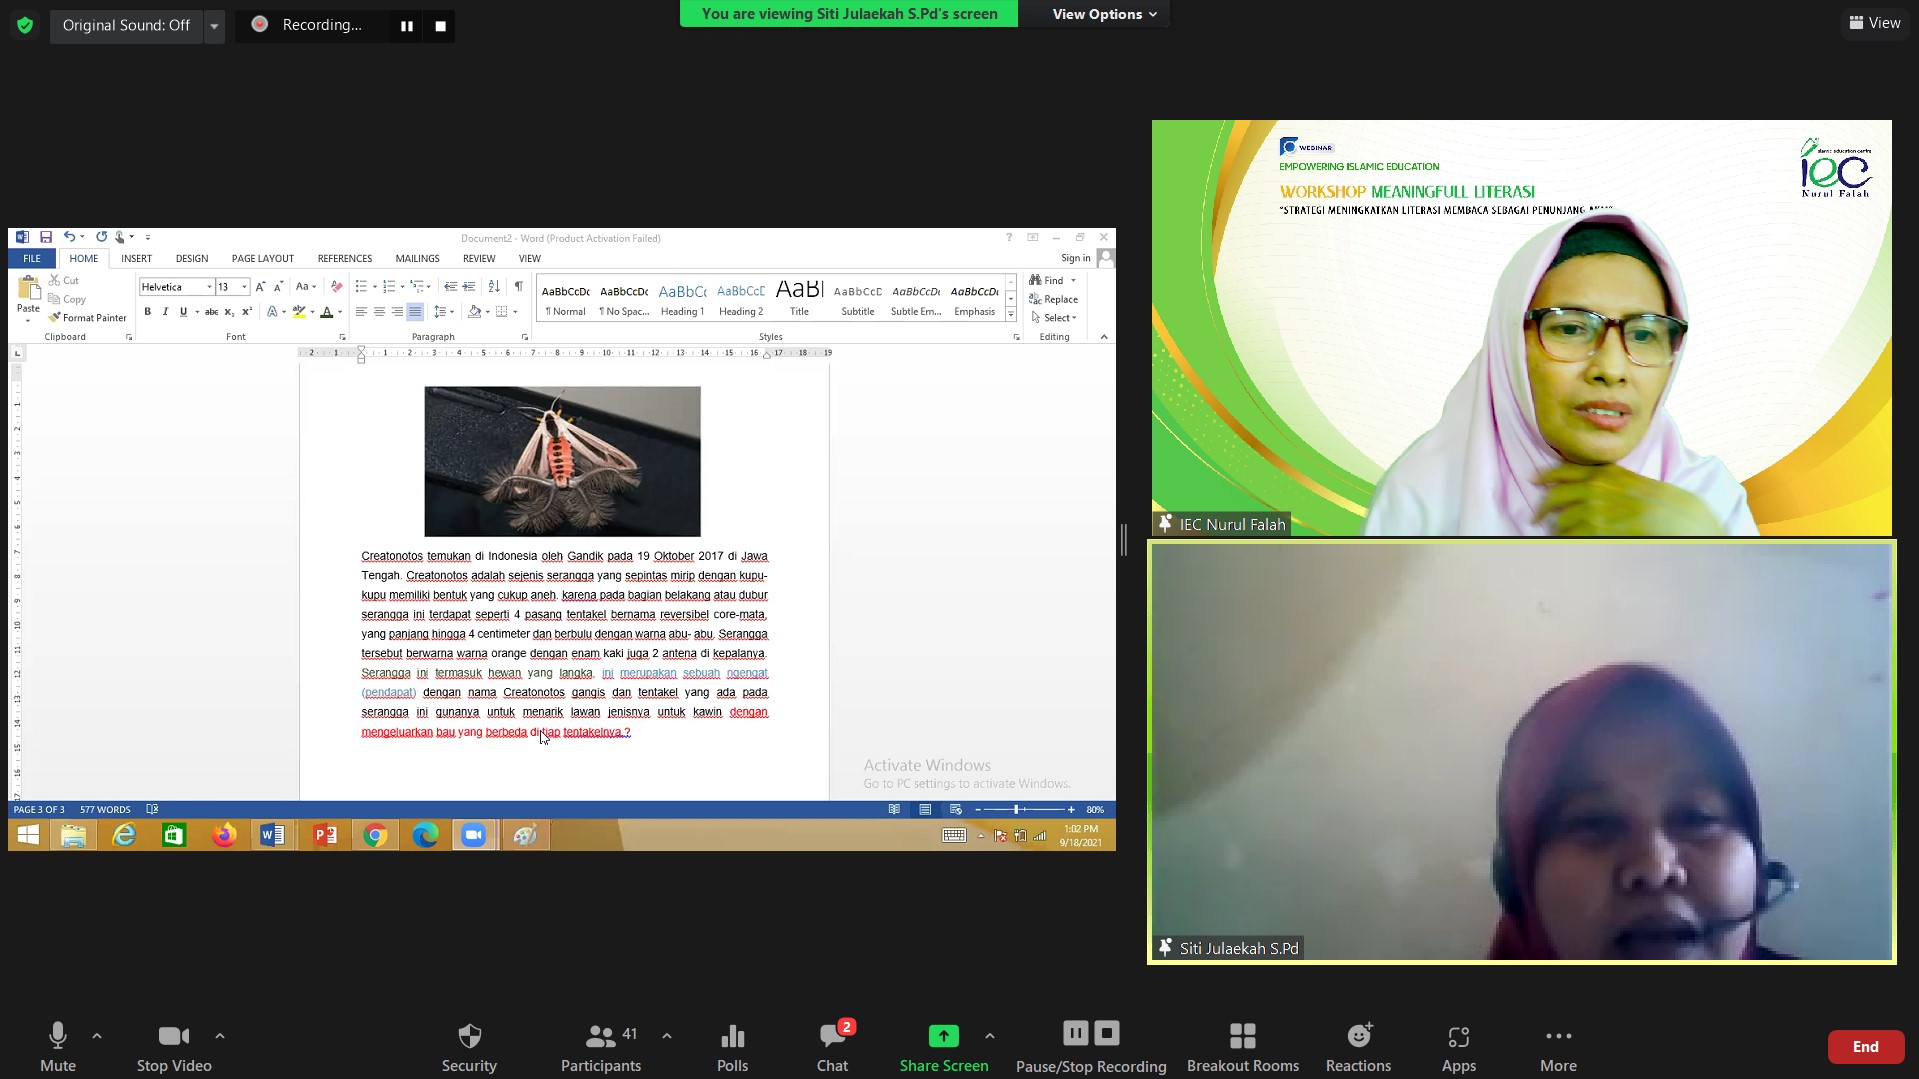 Original Sound: Off
Recording...
You are viewing Siti Julaekah S.Pd's screen
View Options
View
WEBINAR
EMPOWERING ISLAMIC EDUCATION
WORKSHOP MEANINGFULL LITERASI
"STRATEGI MENINGKATKAN LITERASI MEMBACA SEBAGAI PENUNJANG
islamic education centre
iec
Nurul Falah
IEC Nurul Falah
Siti Julaekah S.Pd
Document2 - Word (Product Activation Failed)
FILE HOME INSERT DESIGN PAGE LAYOUT REFERENCES MAILINGS REVIEW VIEW Sign in
Cut
Copy
Format Painter
Paste
Helvetica 13
AaBbCcDc AaBbCcDc AaBbCc AaBbCcD AaBl AaBbCcD AaBbCcDc AaBbCcDc
¶ Normal ¶ No Spac... Heading 1 Heading 2 Title Subtitle Subtle Em... Emphasis
Find
Replace
Select
Clipboard Font Paragraph Styles Editing
Creatonotos temukan di Indonesia oleh Gandik pada 19 Oktober 2017 di Jawa
Tengah. Creatonotos adalah sejenis serangga yang sepintas mirip dengan kupu-
kupu memiliki bentuk yang cukup aneh. karena pada bagian belakang atau dubur
serangga ini terdapat seperti 4 pasang tentakel bernama reversibel core-mata,
yang panjang hingga 4 centimeter dan berbulu dengan warna abu- abu. Serangga
tersebut berwarna warna orange dengan enam kaki juga 2 antena di kepalanya.
Serangga ini termasuk hewan yang langka. ini merupakan sebuah ngengat
(pendapat) dengan nama Creatonotos gangis dan tentakel yang ada pada
serangga ini gunanya untuk menarik lawan jenisnya untuk kawin dengan
mengeluarkan bau yang berbeda di tiap tentakelnya.?
Activate Windows
Go to PC settings to activate Windows.
PAGE 3 OF 3 577 WORDS 80%
1:02 PM
9/18/2021
Mute
Stop Video
Security
Participants 41
Polls
Chat 2
Share Screen
Pause/Stop Recording
Breakout Rooms
Reactions
Apps
More
End